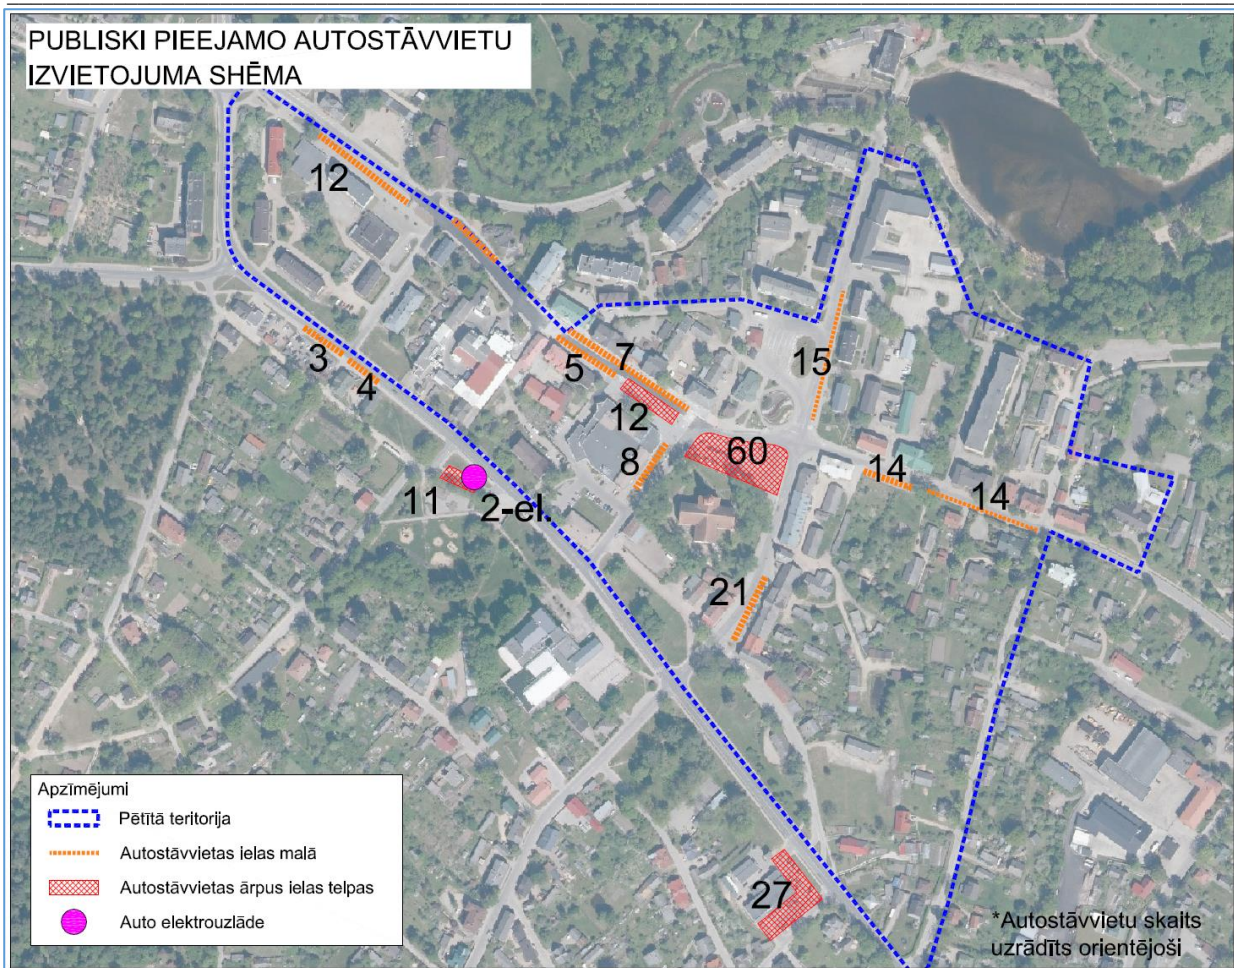 PUBLISKI PIEEJAMO AUTOSTĀVVIETU
IZVIETOJUMA SHĒMA
12
3
4
5
7
12
8
60
15
14
14
11
2-el.
21
27
Apzīmējumi
Pētītā teritorija
Autostāvvietas ielas malā
Autostāvvietas ārpus ielas telpas
Auto elektrouzlāde
*Autostāvvietu skaits
uzrādīts orientējoši